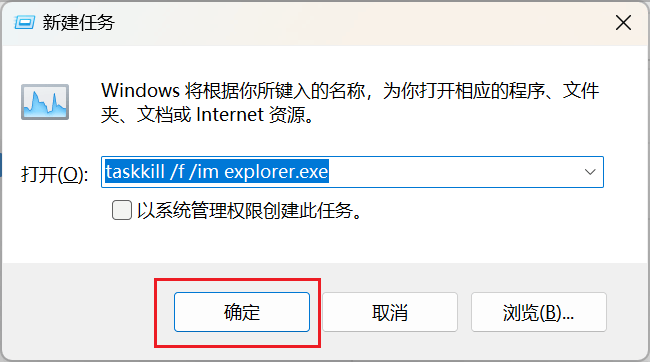 新建任务
Windows 将根据你所键入的名称，为你打开相应的程序、文件
夹、文档或 Internet 资源。
打开(O): taskkill /f /im explorer.exe
以系统管理权限创建此任务。
确定 取消 浏览(B)...